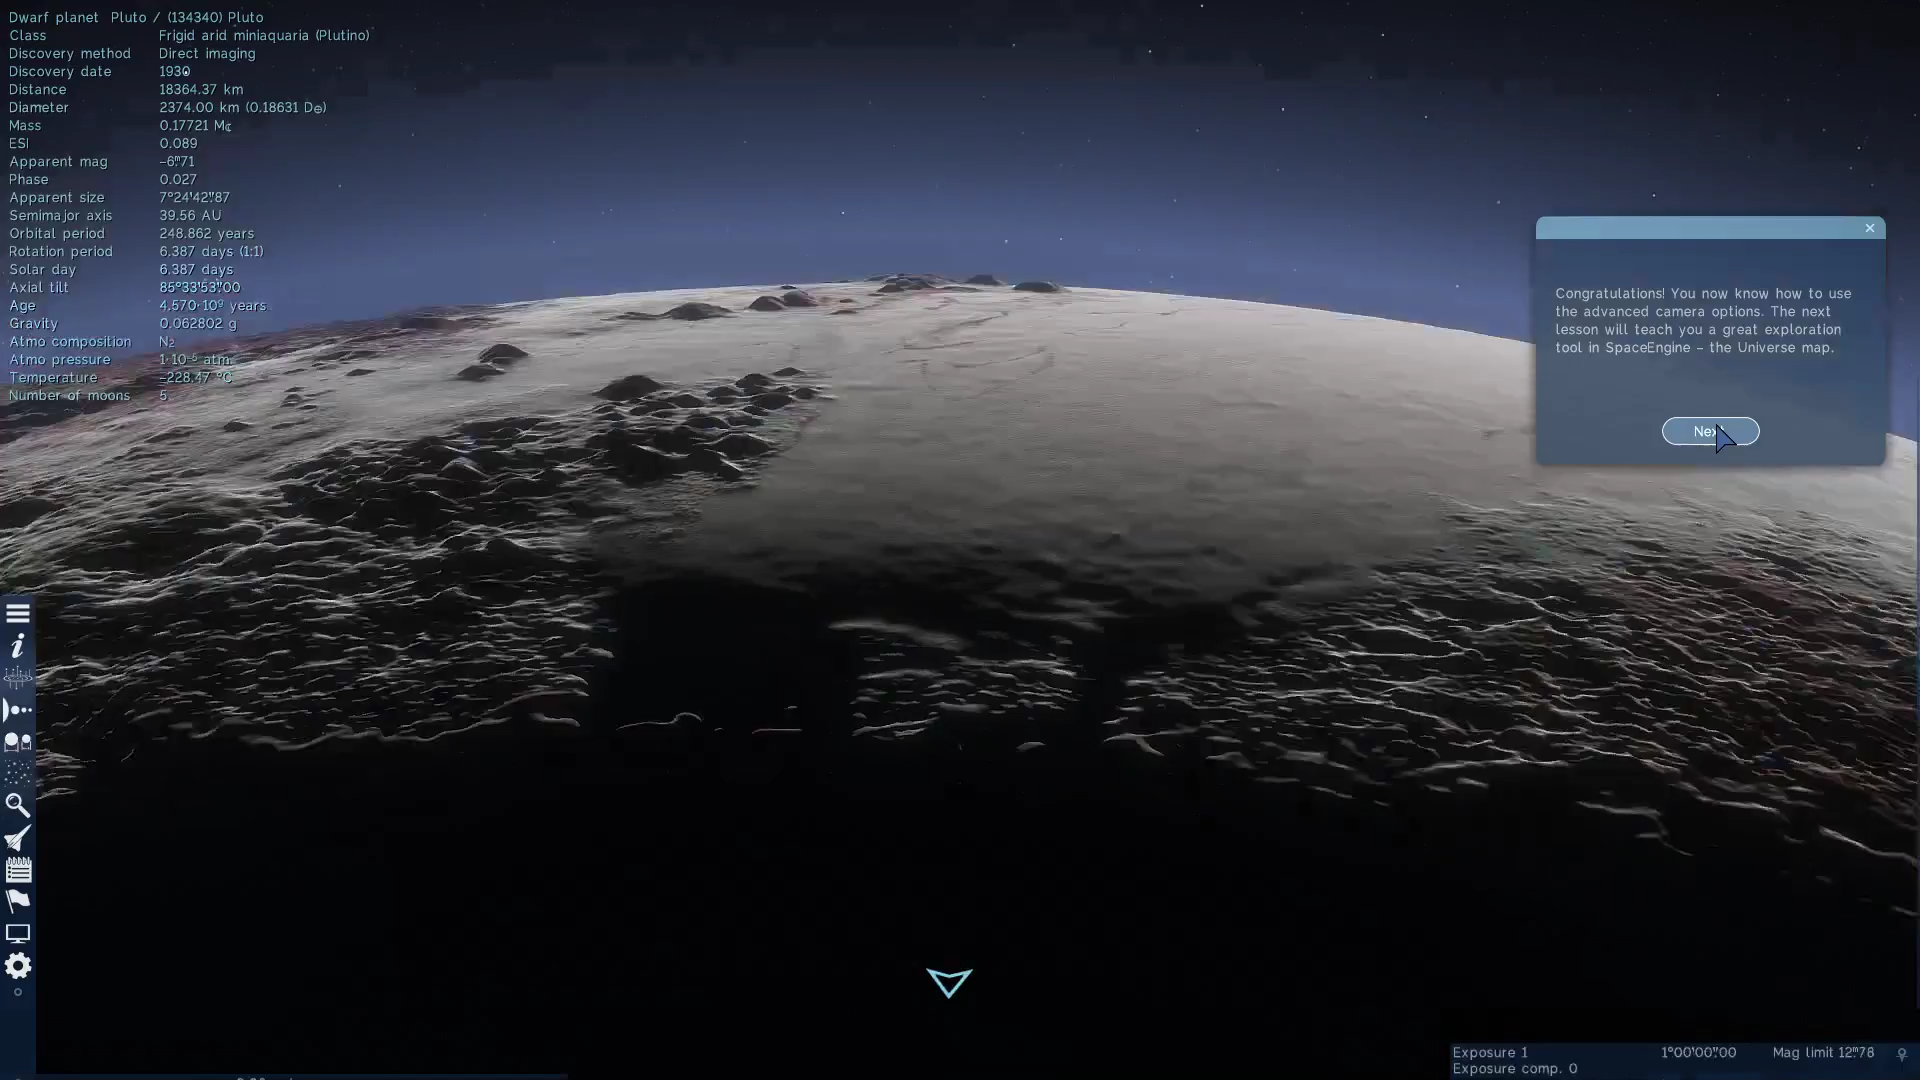 Dwarf planet Pluto / (134340) Pluto
Class Frigid arid miniaquaria (Plutino)
Discovery method Direct imaging
Discovery date 1930
Distance 18364.37 km
Diameter 2374.00 km (0.18631 D⊕)
Mass 0.17721 M☾
ESI 0.089
Apparent mag -6ᵐ.71
Phase 0.027
Apparent size 7°24'42".87
Semimajor axis 39.56 AU
Orbital period 248.862 years
Rotation period 6.387 days (1:1)
Solar day 6.387 days
Axial tilt 85°33'53".00
Age 4.570·10⁹ years
Gravity 0.062802 g
Atmo composition N₂
Atmo pressure 1·10⁻⁵ atm.
Temperature -228.47 °C
Number of moons 5
Congratulations! You now know how to use
the advanced camera options. The next
lesson will teach you a great exploration
tool in SpaceEngine – the Universe map.
Exposure 1 1°00'00".00 Mag limit 12ᵐ.78
Exposure comp. 0